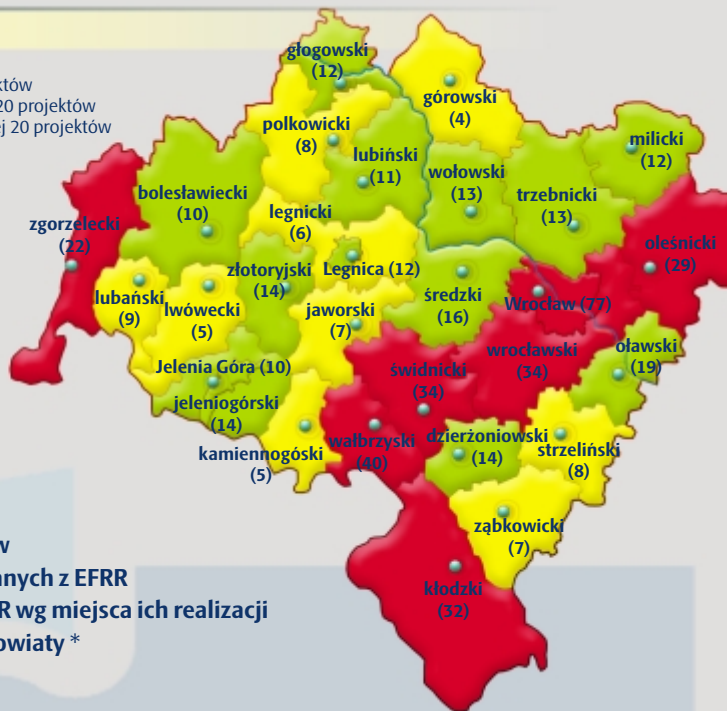 głogowski
(12)
któw
20 projektów
ej 20 projektów
górowski
(4)
polkowicki
(8)
milicki
(12)
lubiński
(11)
wołowski
(13)
trzebnicki
(13)
bolesławiecki
(10)
legnicki
(6)
zgorzelecki
(22)
oleśnicki
(29)
złotoryjski
(14)
Legnica (12)
średzki
(16)
Wrocław (77)
lubański
(9)
lwówecki
(5)
jaworski
(7)
wrocławski
(34)
oławski
(19)
Jelenia Góra (10)
świdnicki
(34)
jeleniogórski
(14)
kamiennogóski
(5)
wałbrzyski
(40)
dzierżoniowski
(14)
strzeliński
(8)
ząbkowicki
(7)
kłodzki
(32)
w
anych z EFRR
R wg miejsca ich realizacji
owiaty *